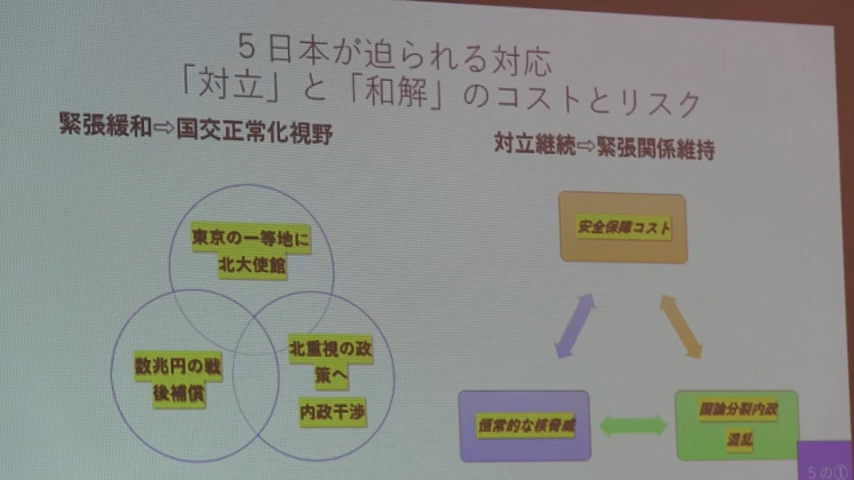 5 日本が迫られる対応
「対立」と「和解」のコストとリスク
緊張緩和⇨国交正常化視野
対立継続⇨緊張関係維持
東京の一等地に
北大使館
数兆円の戦
後補償
北重視の政
策へ
内政干渉
安全保障コスト
恒常的な核脅威
国論分裂内政
混乱
5の①